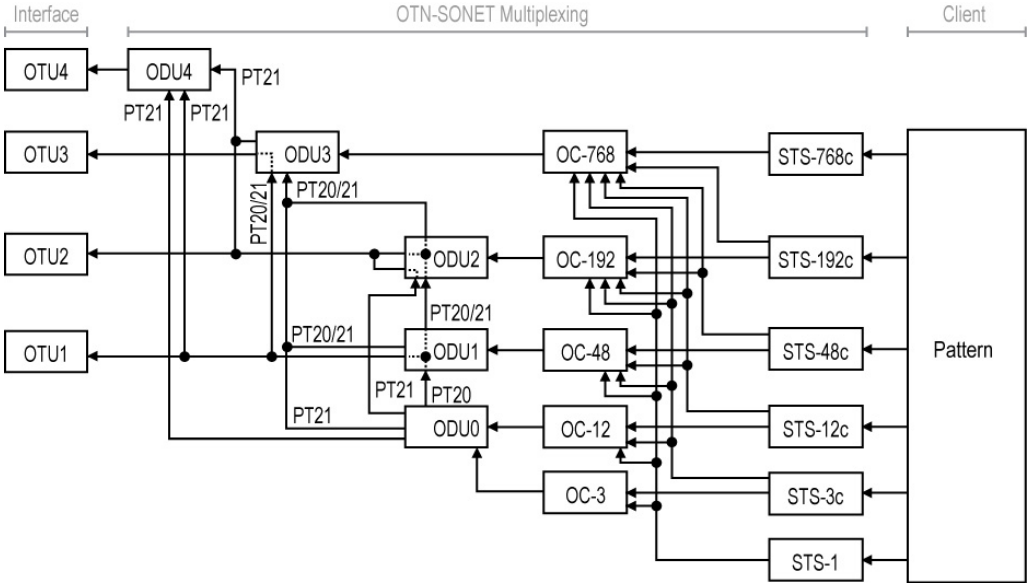 Interface
OTN-SONET Multiplexing
Client
OTU4
ODU4
PT21
PT21
PT21
OTU3
ODU3
OC-768
STS-768c
PT20/21
PT20/21
OTU2
ODU2
OC-192
STS-192c
PT20/21
PT20/21
OTU1
ODU1
OC-48
STS-48c
Pattern
PT21
PT20
PT21
ODU0
OC-12
STS-12c
OC-3
STS-3c
STS-1